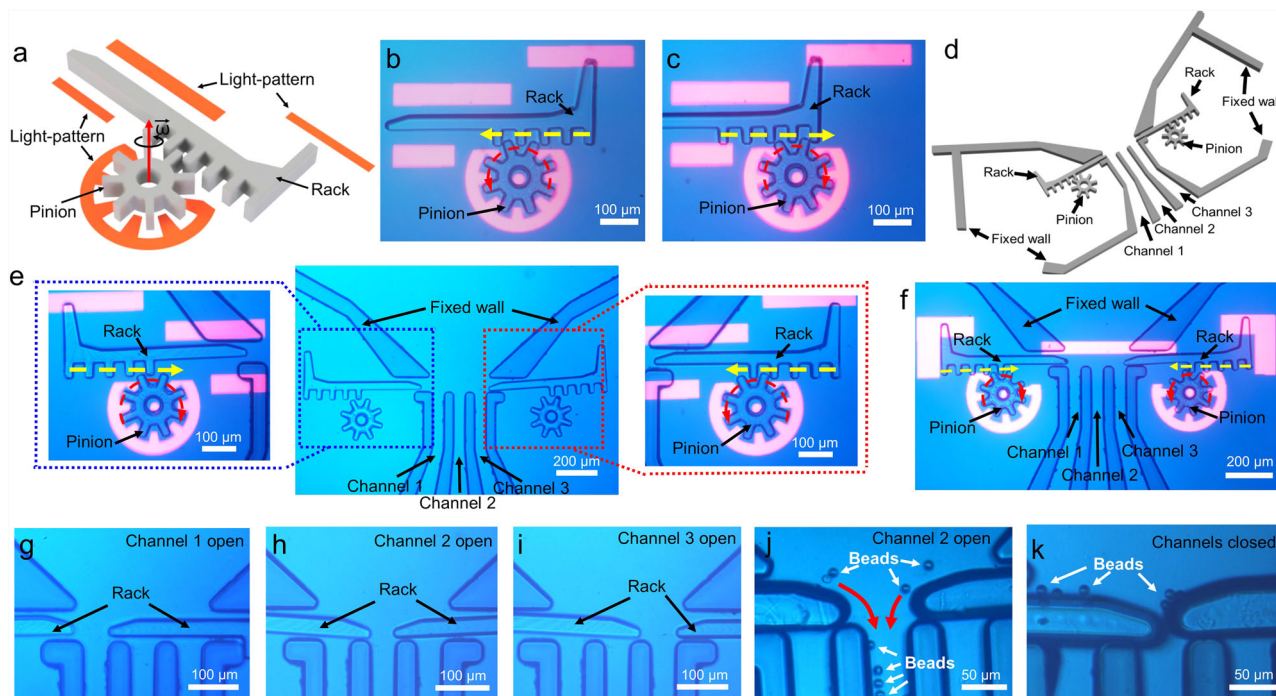 a
Light-pattern
Light-pattern
ω
Pinion
Rack
b
Rack
Pinion
100 μm
c
Rack
Pinion
100 μm
d
Rack
Fixed wall
Pinion
Rack
Pinion
Channel 3
Channel 2
Channel 1
Fixed wall
e
Rack
Pinion
100 μm
Fixed wall
200 μm
Channel 1
Channel 3
Channel 2
Rack
Pinion
100 μm
f
Fixed wall
Rack
Rack
Pinion
Pinion
Channel 1
Channel 3
Channel 2
200 μm
g
Channel 1 open
Rack
100 μm
h
Channel 2 open
Rack
100 μm
i
Channel 3 open
Rack
100 μm
j
Channel 2 open
Beads
Beads
50 μm
k
Channels closed
Beads
50 μm